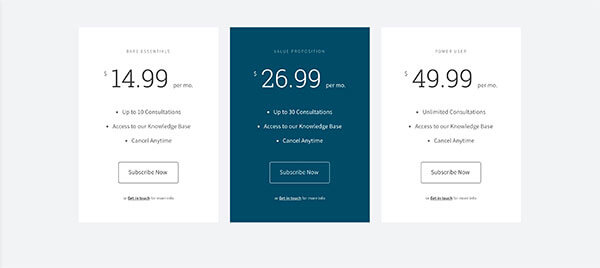 BARE ESSENTIALS
$ 14.99 per mo.
• Up to 10 Consultations
• Access to our Knowledge Base
• Cancel Anytime
Subscribe Now
or Get in touch for more info
VALUE PROPOSITION
$ 26.99 per mo.
• Up to 30 Consultations
• Access to our Knowledge Base
• Cancel Anytime
Subscribe Now
or Get in touch for more info
POWER USER
$ 49.99 per mo.
• Unlimited Consultations
• Access to our Knowledge Base
• Cancel Anytime
Subscribe Now
or Get in touch for more info